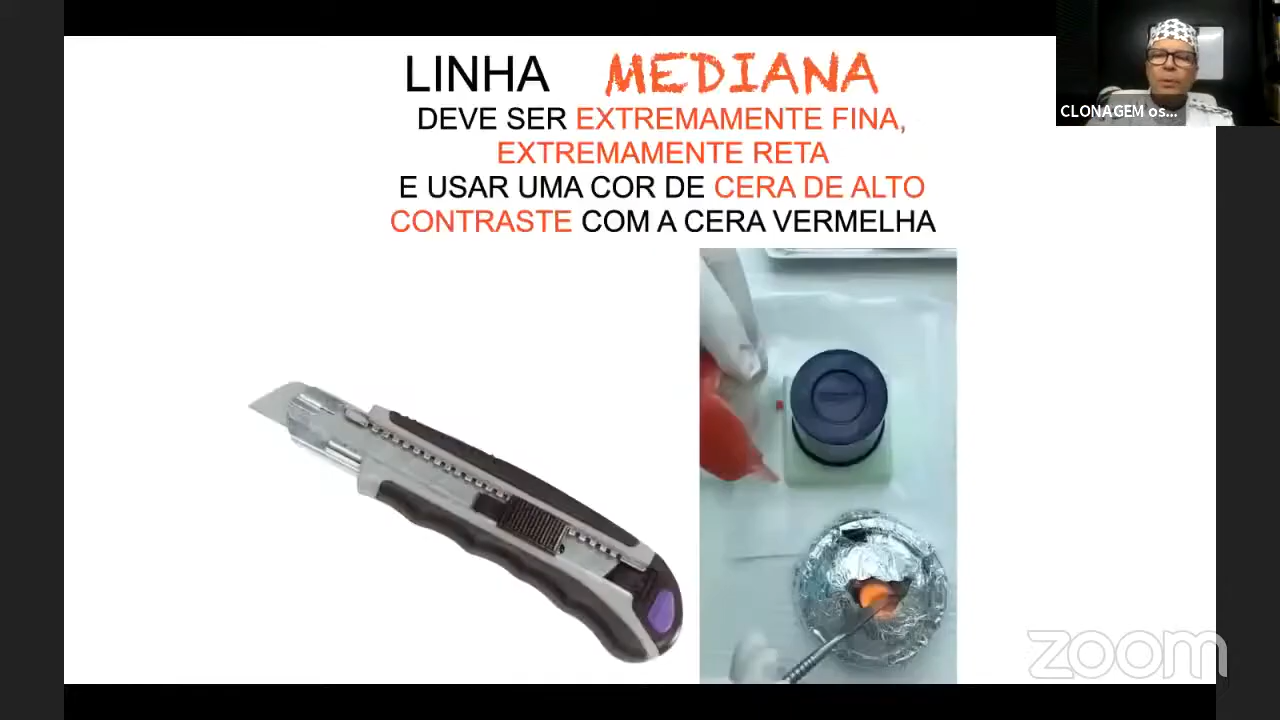 LINHA MEDIANA
DEVE SER EXTREMAMENTE FINA,
EXTREMAMENTE RETA
E USAR UMA COR DE CERA DE ALTO
CONTRASTE COM A CERA VERMELHA
CLONAGEM os...
zoom